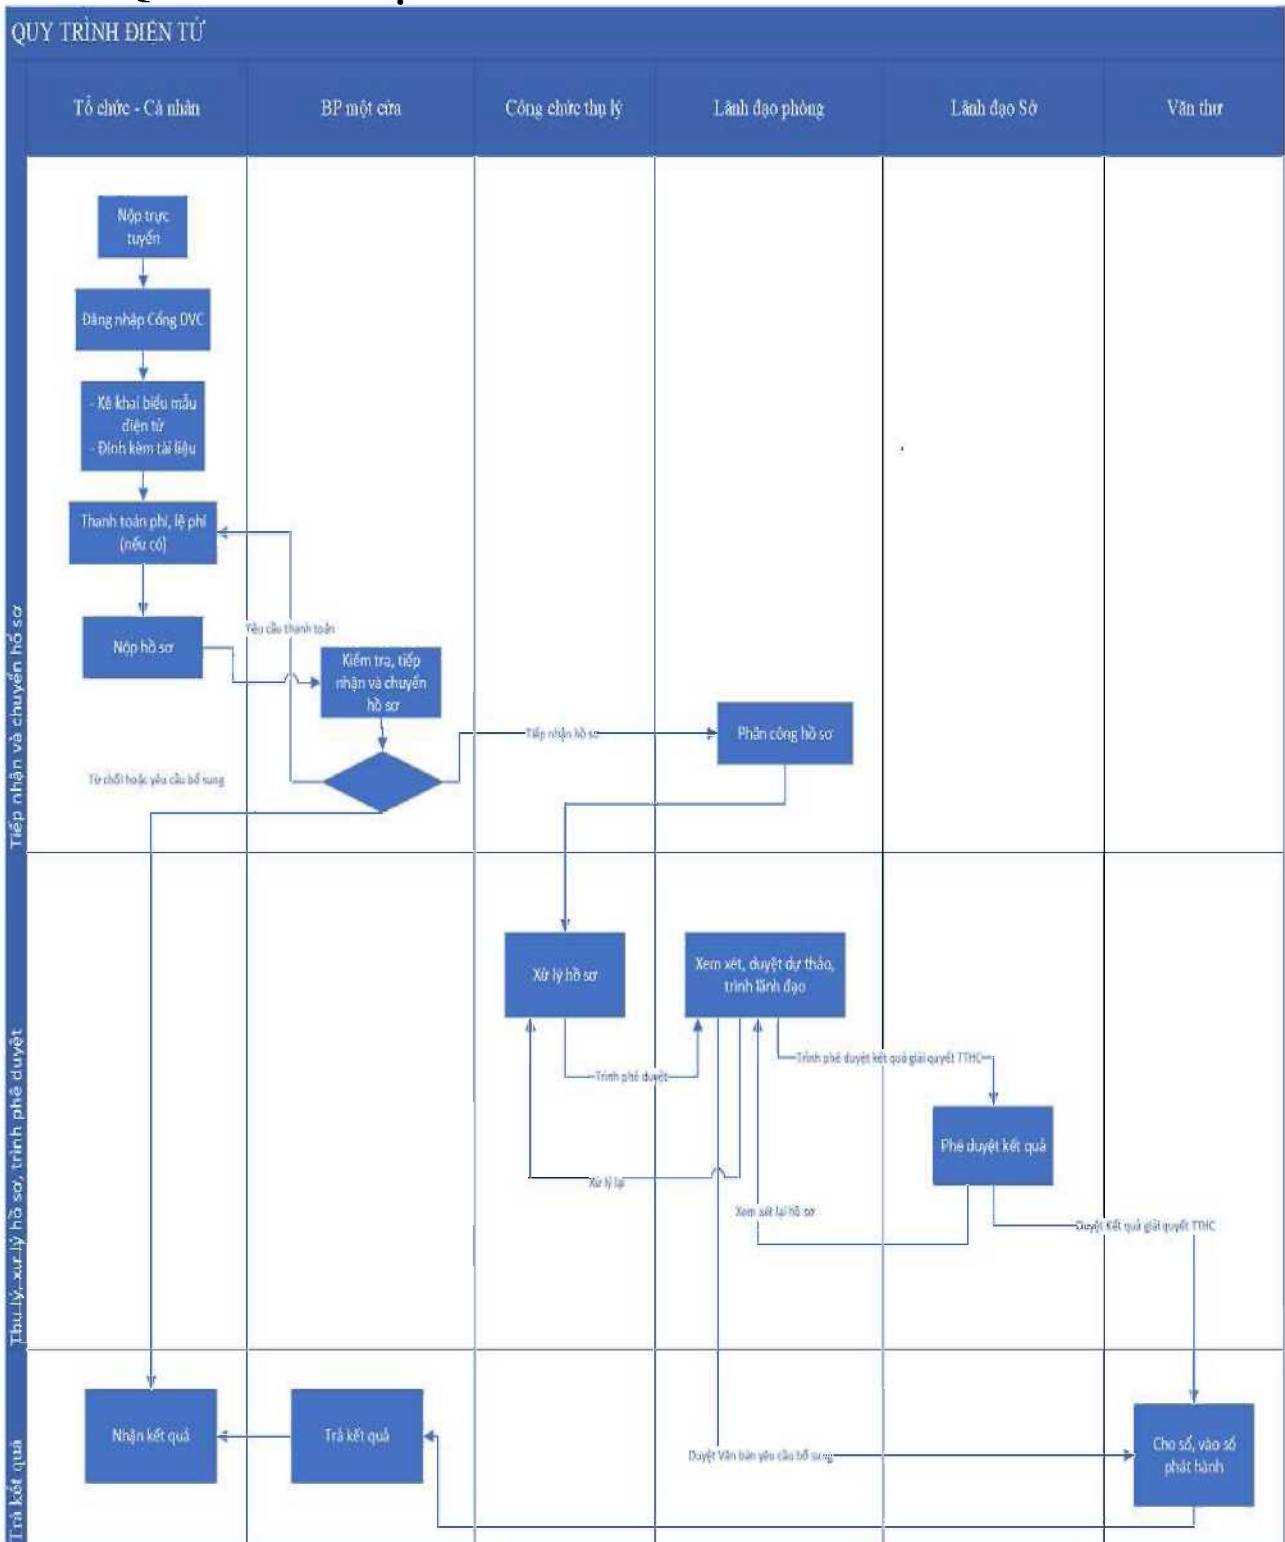 QUY TRÌNH ĐIỆN TỬ
Tổ chức - Cá nhân
BP một cửa
Công chức thụ lý
Lãnh đạo phòng
Lãnh đạo Sở
Văn thư
Tiếp nhận và chuyển hồ sơ
Nộp trực
tuyến
Đăng nhập Cổng DVC
- Kê khai biểu mẫu
điện tử
- Đính kèm tài liệu
Thanh toán phí, lệ phí
(nếu có)
Yêu cầu thanh toán
Nộp hồ sơ
Kiểm tra, tiếp
nhận và chuyển
hồ sơ
Tiếp nhận hồ sơ
Phân công hồ sơ
Từ chối hoặc yêu cầu bổ sung
Thụ lý, xử lý hồ sơ, trình phê duyệt
Xử lý hồ sơ
Xem xét, duyệt dự thảo,
trình lãnh đạo
Trình phê duyệt kết quả giải quyết TTHC
Trình phê duyệt
Phê duyệt kết quả
Xử lý lại
Xem xét lại hồ sơ
Duyệt Kết quả giải quyết TTHC
Trả kết quả
Nhận kết quả
Trả kết quả
Duyệt Văn bản yêu cầu bổ sung
Cho số, vào sổ
phát hành